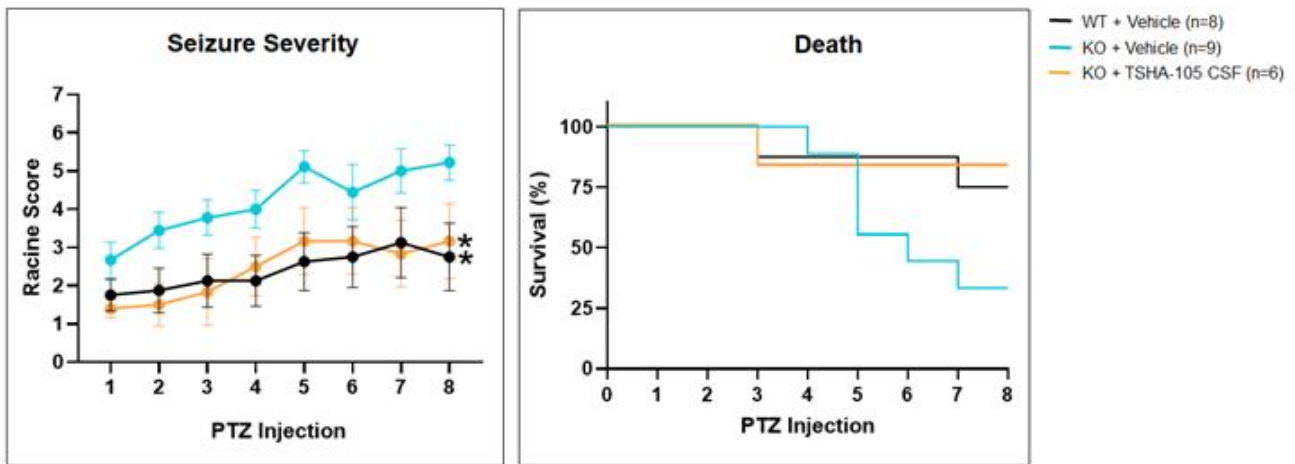 Seizure Severity
7
6
5
4
3
2
1
0
Racine Score
*
*
1 2 3 4 5 6 7 8
PTZ Injection
Death
100
75
50
25
0
Survival (%)
0 1 2 3 4 5 6 7 8
PTZ Injection
WT + Vehicle (n=8)
KO + Vehicle (n=9)
KO + TSHA-105 CSF (n=6)